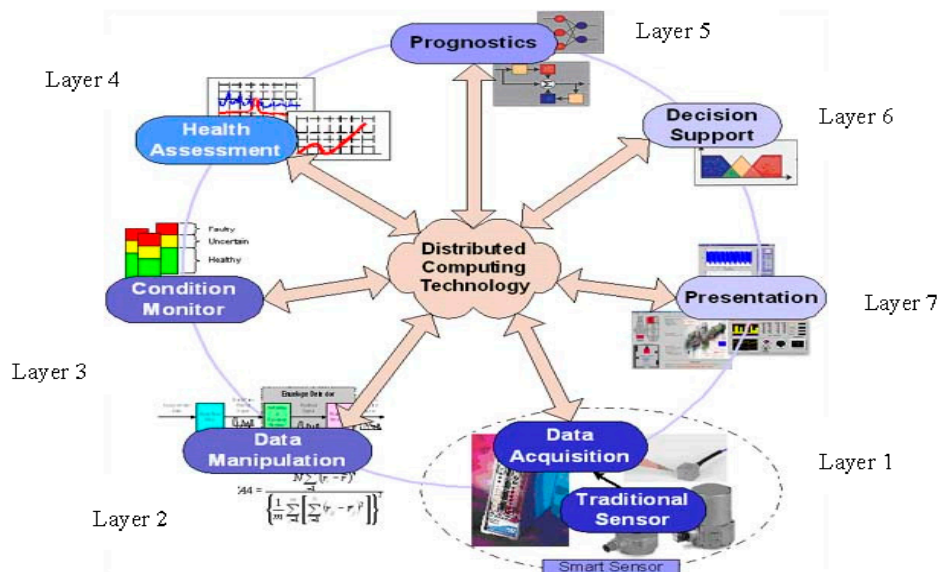 Layer 5
Prognostics
Layer 4
Health
Assessment
Decision
Support
Layer 6
Faulty
Uncertain
Healthy
Distributed
Computing
Technology
Condition
Monitor
Presentation
Layer 7
Layer 3
Envelope Detector
Data
Manipulation
Data
Acquisition
Layer 1
Traditional
Sensor
Layer 2
Smart Sensor